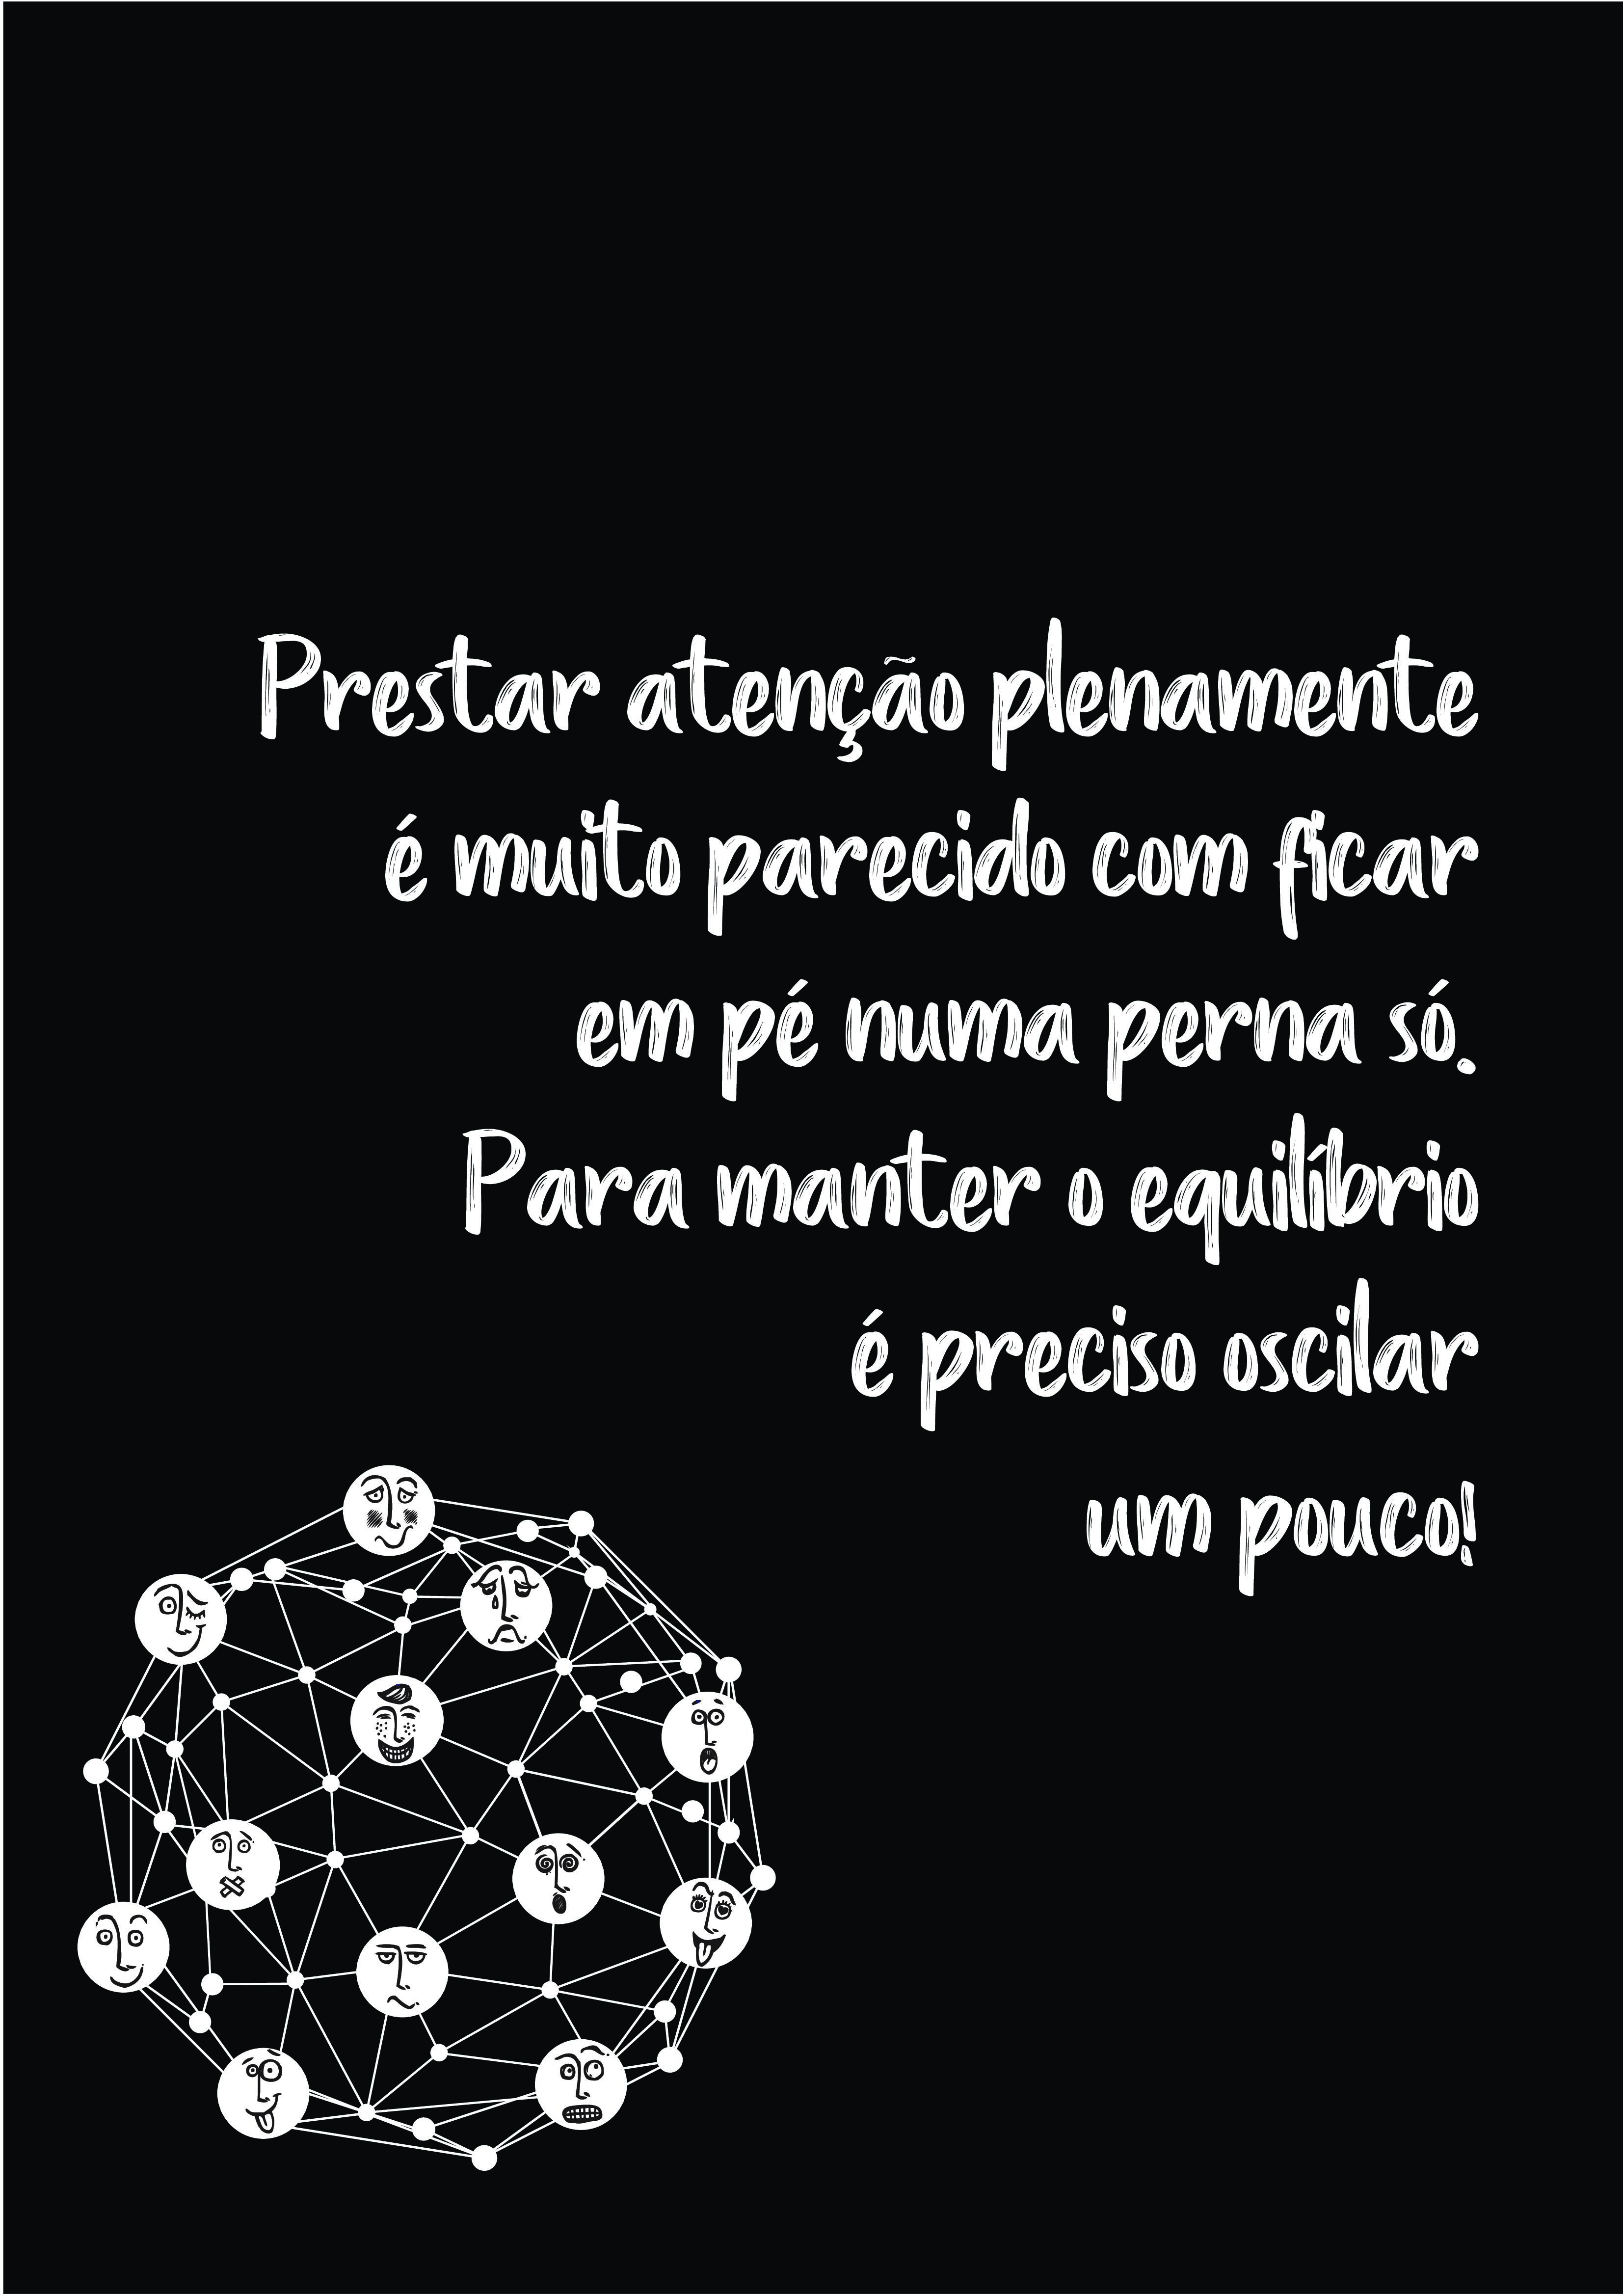 Prestar atenção plenamente
é muito parecido com ficar
em pé numa perna só.
Para manter o equilíbrio
é preciso oscilar
um pouco!